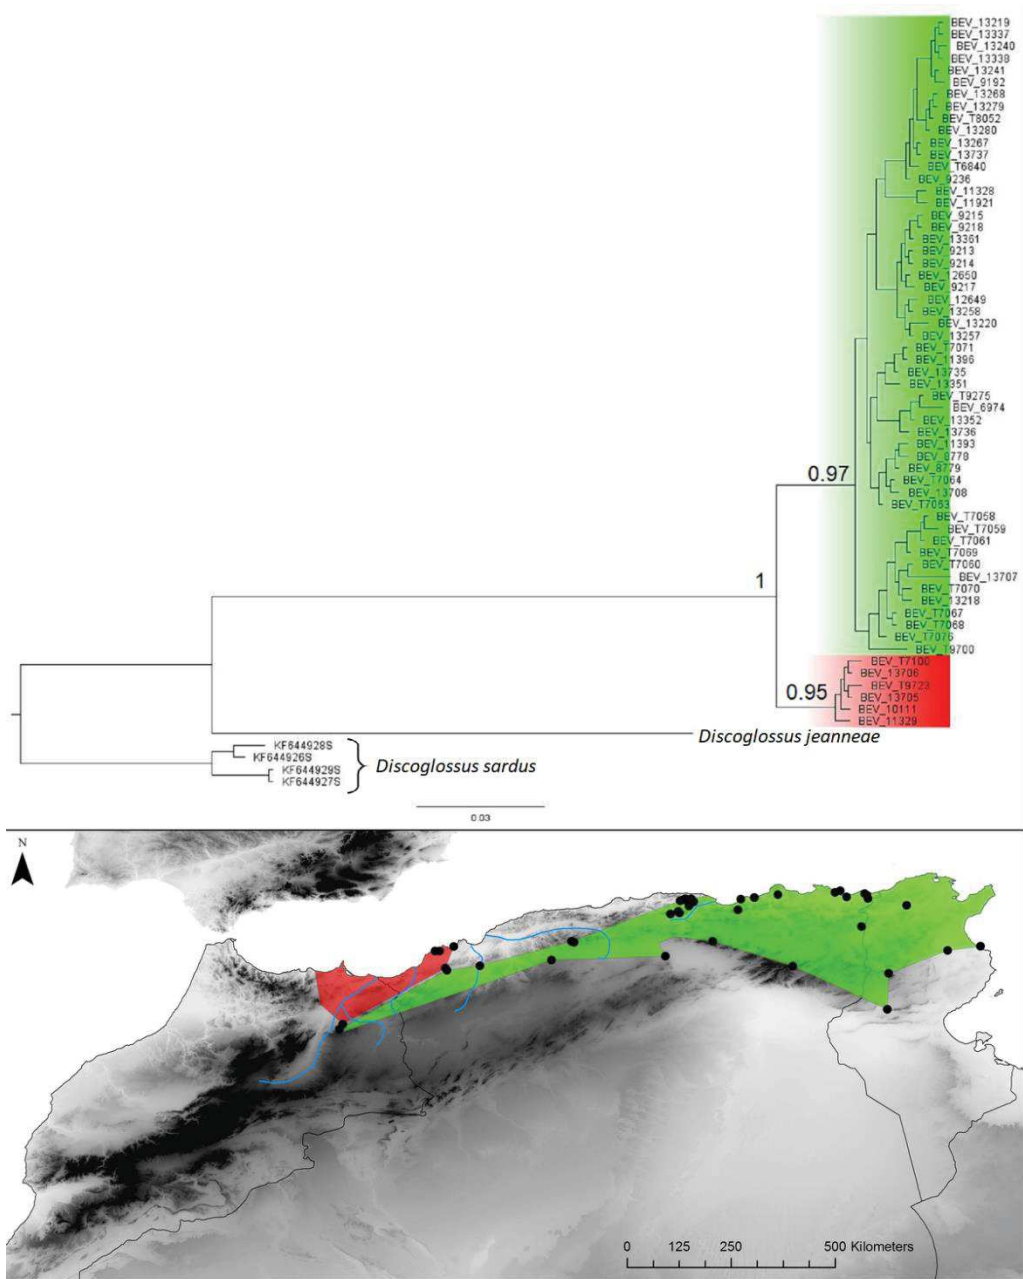 BEV_13219
BEV_13337
BEV_13240
BEV_13338
BEV_13241
BEV_9192
BEV_13268
BEV_13279
BEV_T8052
BEV_13280
BEV_13267
BEV_13737
BEV_T6840
BEV_9236
BEV_11328
BEV_11921
BEV_9215
BEV_9218
BEV_13361
BEV_9213
BEV_9214
BEV_12650
BEV_9217
BEV_12649
BEV_13258
BEV_13220
BEV_13257
BEV_T7071
BEV_11396
BEV_13735
BEV_13351
BEV_T9275
BEV_6974
BEV_13352
BEV_13736
BEV_11393
BEV_8778
BEV_8779
0.97
BEV_T7064
BEV_13708
BEV_T7063
BEV_T7058
BEV_T7059
BEV_T7061
BEV_T7069
BEV_T7060
BEV_13707
1
BEV_T7070
BEV_13218
BEV_T7067
BEV_T7068
BEV_T7076
BEV_T9700
BEV_T7100
BEV_13706
BEV_T9723
0.95
BEV_13705
BEV_10111
BEV_11329
Discoglossus jeanneae
KF644928S
KF644926S
KF644929S
KF644927S
Discoglossus sardus
0.03
N
0 125 250 500 Kilometers